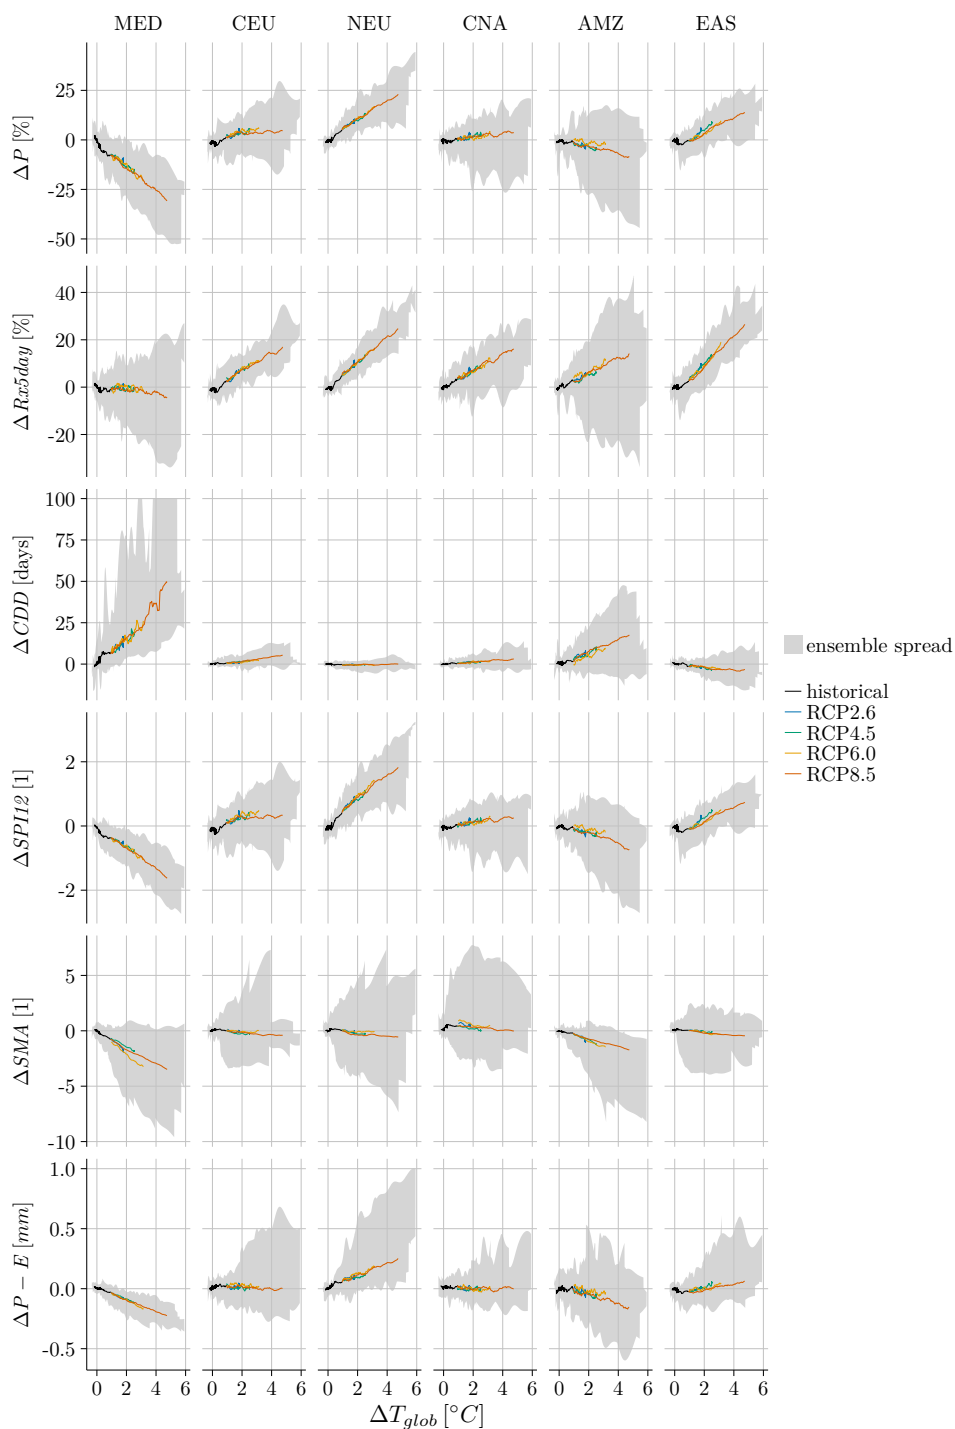 MED CEU NEU CNA AMZ EAS
ΔP [%]
25
0
-25
-50
ΔRx5day [%]
40
20
0
-20
ΔCDD [days]
100
75
50
25
0
ensemble spread
historical
RCP2.6
RCP4.5
RCP6.0
RCP8.5
ΔSPI12 [1]
2
0
-2
ΔSMA [1]
5
0
-5
-10
ΔP − E [mm]
1.0
0.5
0.0
-0.5
0 2 4 6 0 2 4 6 0 2 4 6 0 2 4 6 0 2 4 6 0 2 4 6
ΔT_glob [°C]